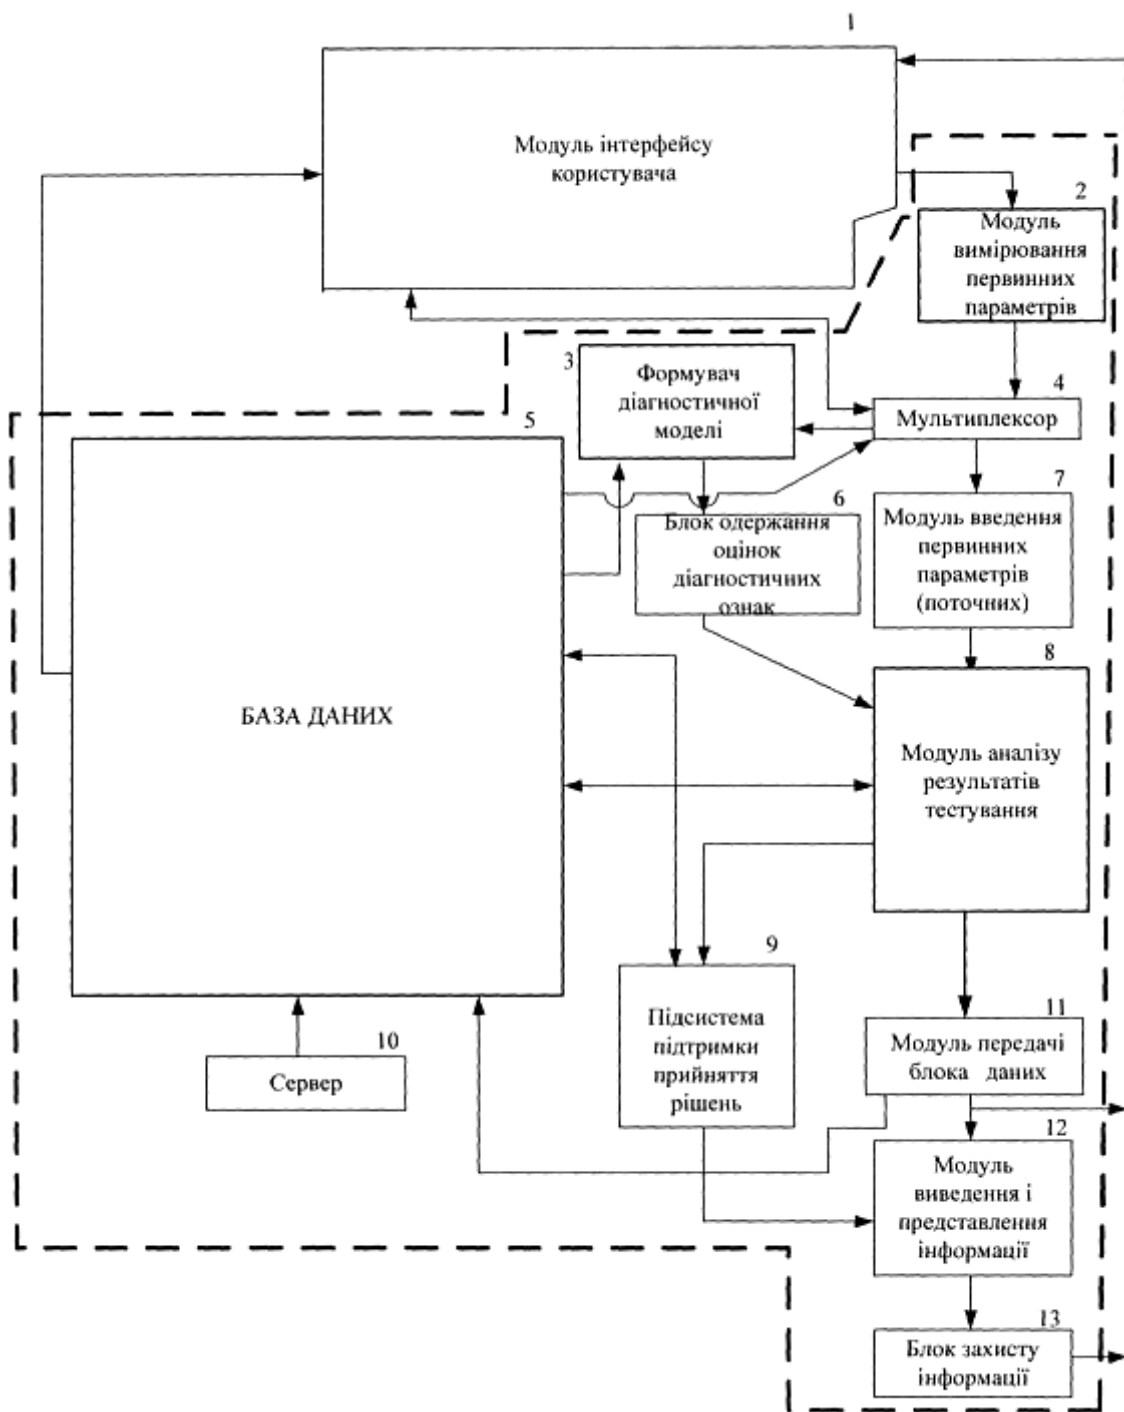 1
Модуль інтерфейсу
користувача
2
Модуль
вимірювання
первинних
параметрів
3
Формувач
діагностичної
моделі
4
Мультиплексор
5
БАЗА ДАНИХ
6
Блок одержання
оцінок
діагностичних
ознак
7
Модуль введення
первинних
параметрів
(поточних)
8
Модуль аналізу
результатів
тестування
9
Підсистема
підтримки
прийняття
рішень
10
Сервер
11
Модуль передачі
блока даних
12
Модуль
виведення і
представлення
інформації
13
Блок захисту
інформації